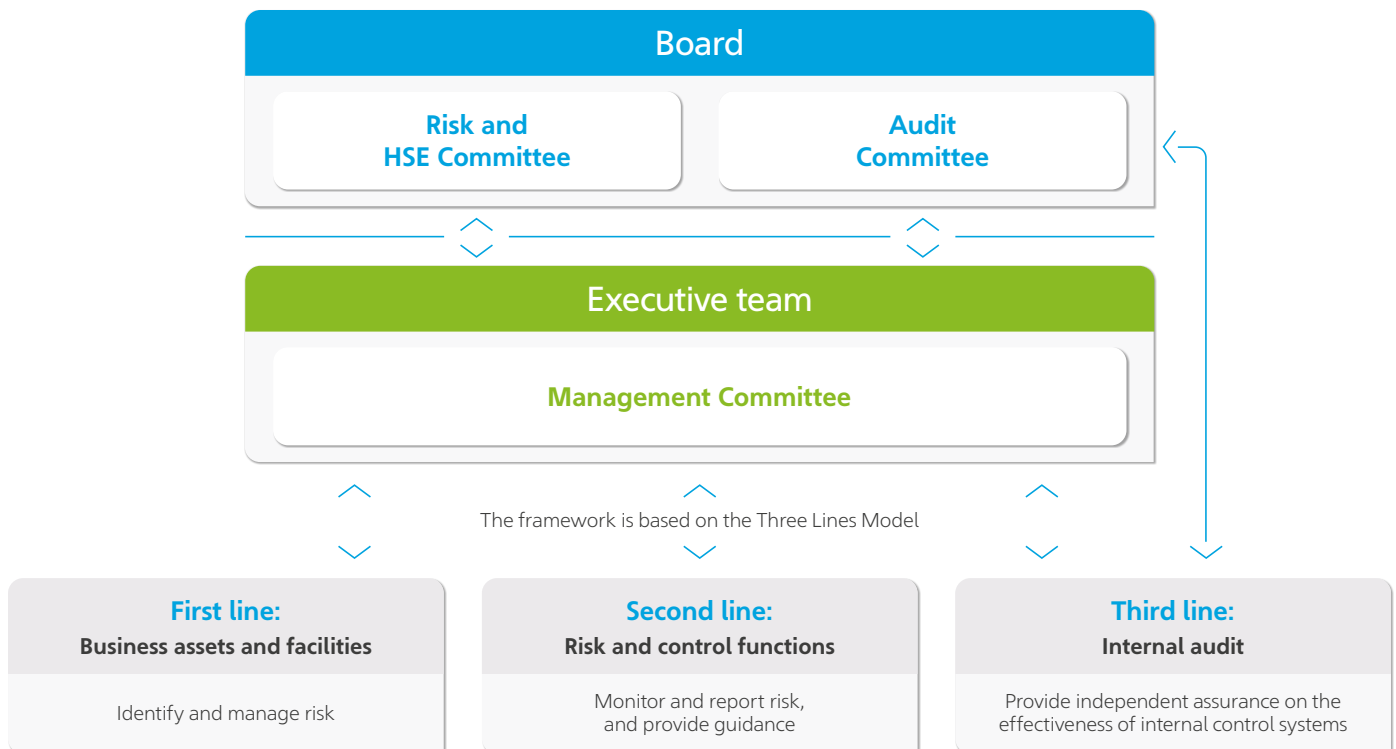 Board
Risk and
HSE Committee
Audit
Committee
Executive team
Management Committee
The framework is based on the Three Lines Model
First line:
Business assets and facilities
Identify and manage risk
Second line:
Risk and control functions
Monitor and report risk,
and provide guidance
Third line:
Internal audit
Provide independent assurance on the
effectiveness of internal control systems